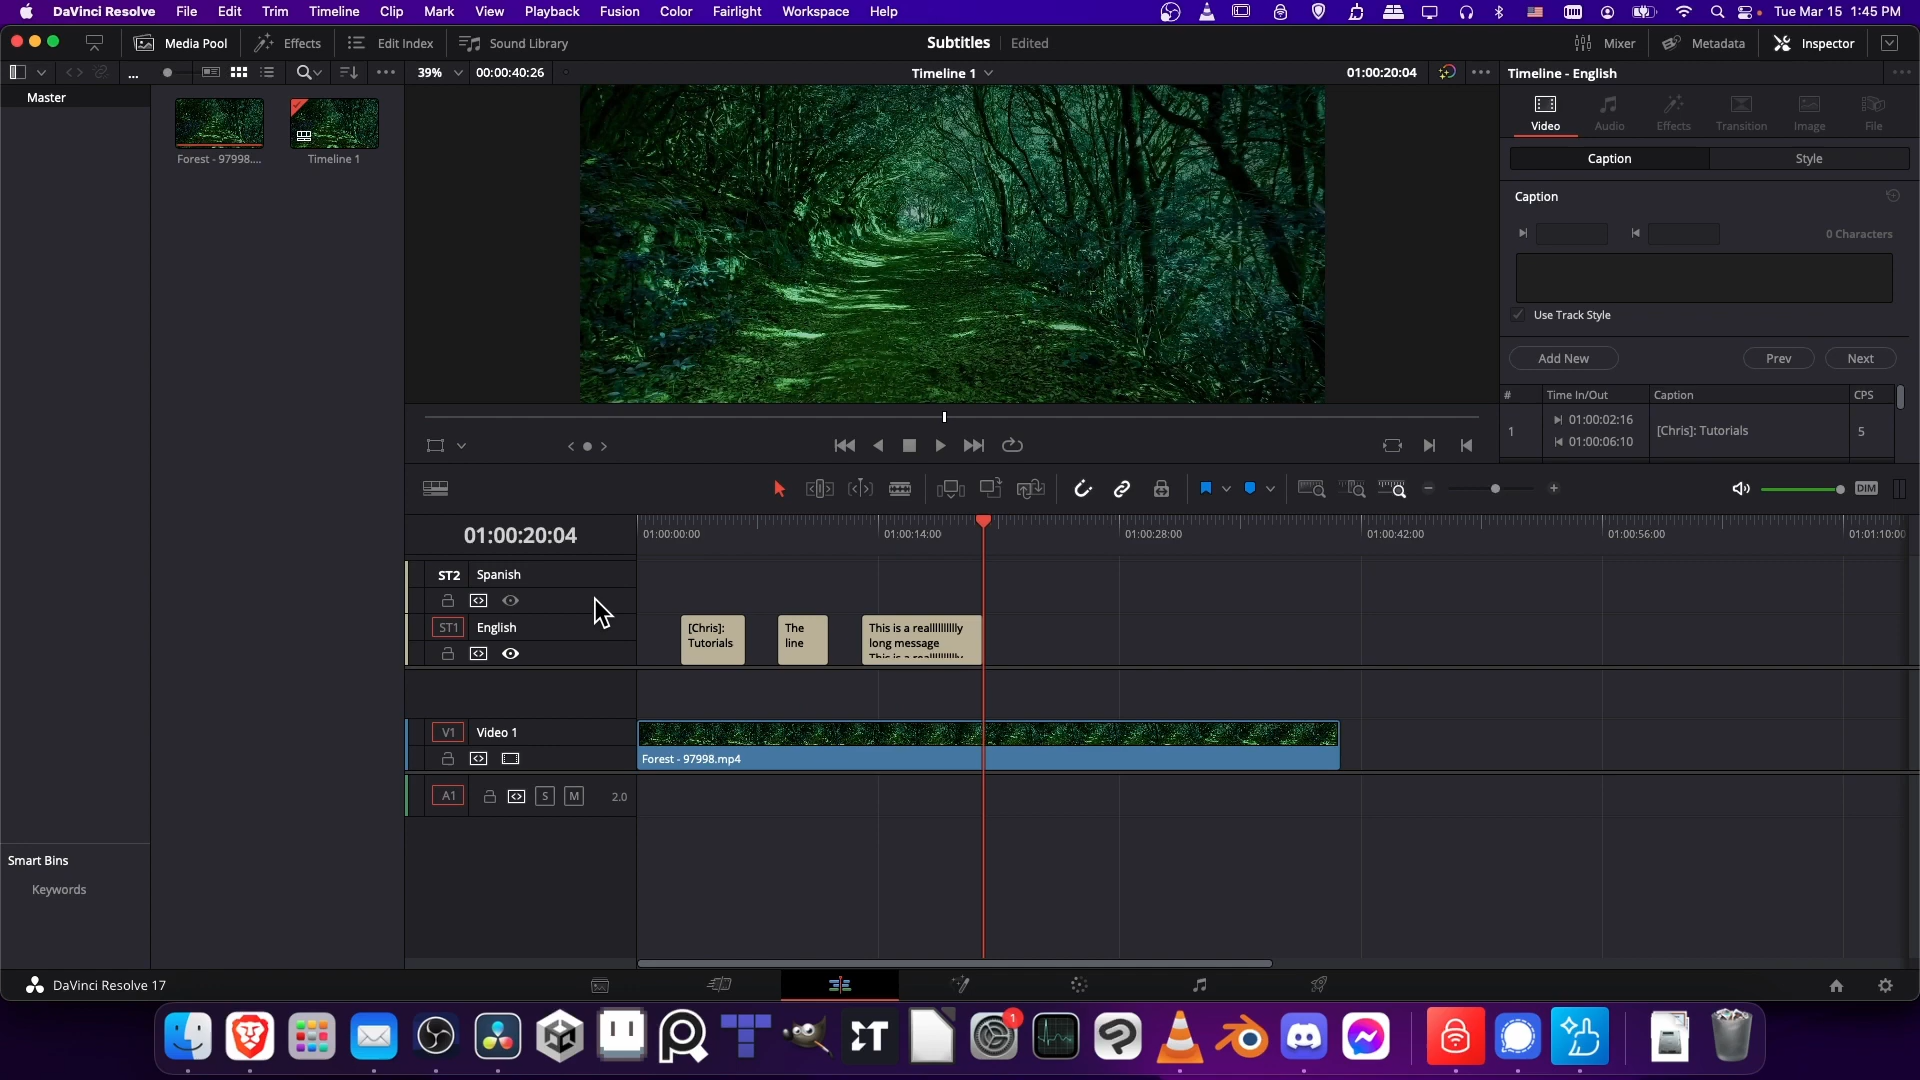 DaVinci Resolve File Edit Trim Timeline Clip Mark View Playback Fusion Color Fairlight Workspace Help Tue Mar 15 1:45 PM
Media Pool Effects Edit Index Sound Library Subtitles Edited Mixer Metadata Inspector
39% 00:00:40:26 Timeline 1 01:00:20:04 Timeline - English
Master
Forest - 97998....
Timeline 1
Video Audio Effects Transition Image File
Caption Style
Caption
0 Characters
Use Track Style
Add New Prev Next
# Time In/Out Caption CPS
1 01:00:02:16 [Chris]: Tutorials 5
01:00:06:10
DIM
01:00:20:04 01:00:00:00 01:00:14:00 01:00:28:00 01:00:42:00 01:00:56:00 01:01:10:00
ST2 Spanish
ST1 English
[Chris]:
Tutorials
The
line
This is a realllllllllly
long message
This is a realllllllllly
V1 Video 1
Forest - 97998.mp4
A1 S M 2.0
Smart Bins
Keywords
DaVinci Resolve 17
1